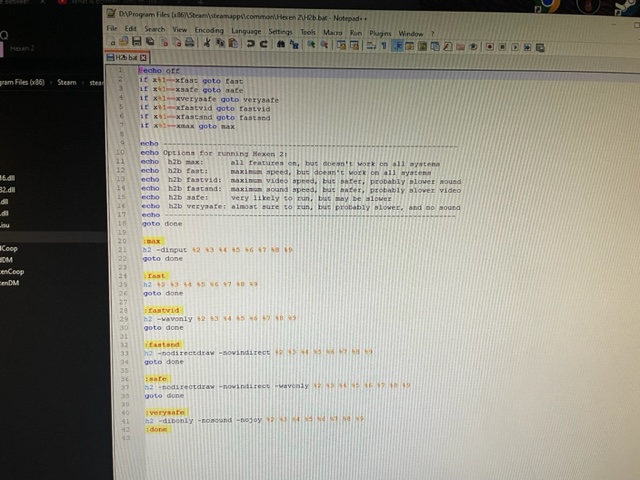 D:\Program Files (x86)\Steam\steamapps\common\Hexen 2\H2b.bat - Notepad++
File Edit Search View Encoding Language Settings Tools Macro Run Plugins Window ?
H2b.bat
Hexen 2
gram Files (x86) Steam
1 @echo off
2 if x%1==xfast goto fast
3 if x%1==xsafe goto safe
4 if x%1==xverysafe goto verysafe
5 if x%1==xfastvid goto fastvid
6 if x%1==xfastsnd goto fastsnd
7 if x%1==xmax goto max
8
9 echo
10 echo Options for running Hexen 2:
11 echo h2b max: all features on, but doesn't work on all systems
12 echo h2b fast: maximum speed, but doesn't work on all systems
13 echo h2b fastvid: maximum video speed, but safer, probably slower sound
14 echo h2b fastsnd: maximum sound speed, but safer, probably slower video
15 echo h2b safe: very likely to run, but may be slower
16 echo h2b verysafe: almost sure to run, but probably slower, and no sound
17 echo
18 goto done
19
20 :max
21 h2 -dinput %2 %3 %4 %5 %6 %7 %8 %9
22 goto done
23
24 :fast
25 h2 %2 %3 %4 %5 %6 %7 %8 %9
26 goto done
27
28 :fastvid
29 h2 -wavonly %2 %3 %4 %5 %6 %7 %8 %9
30 goto done
31
32 :fastsnd
33 h2 -nodirectdraw -nowindirect %2 %3 %4 %5 %6 %7 %8 %9
34 goto done
35
36 :safe
37 h2 -nodirectdraw -nowindirect -wavonly %2 %3 %4 %5 %6 %7 %8 %9
38 goto done
39
40 :verysafe
41 h2 -dibonly -nosound -nojoy %2 %3 %4 %5 %6 %7 %8 %9
42 :done
43
16.dll
32.dll
.dll
.dll
.isu
Coop
DM
enCoop
enDM